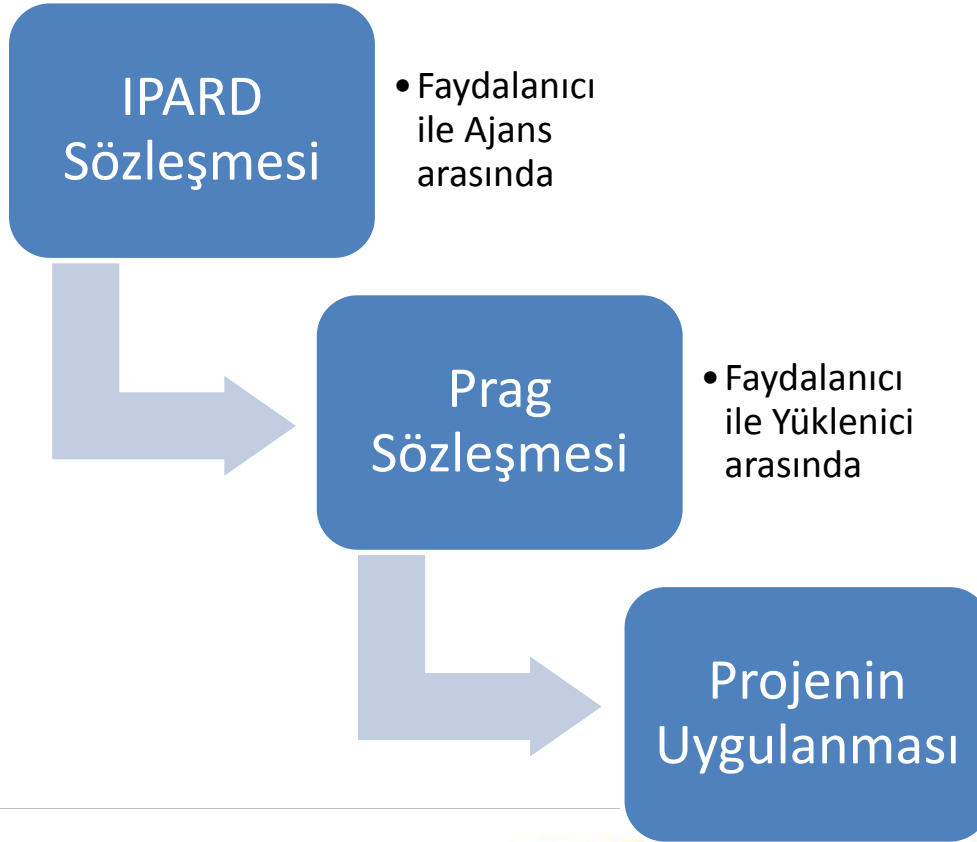 IPARD
Sözleşmesi
• Faydalanıcı
ile Ajans
arasında
Prag
Sözleşmesi
• Faydalanıcı
ile Yüklenici
arasında
Projenin
Uygulanması